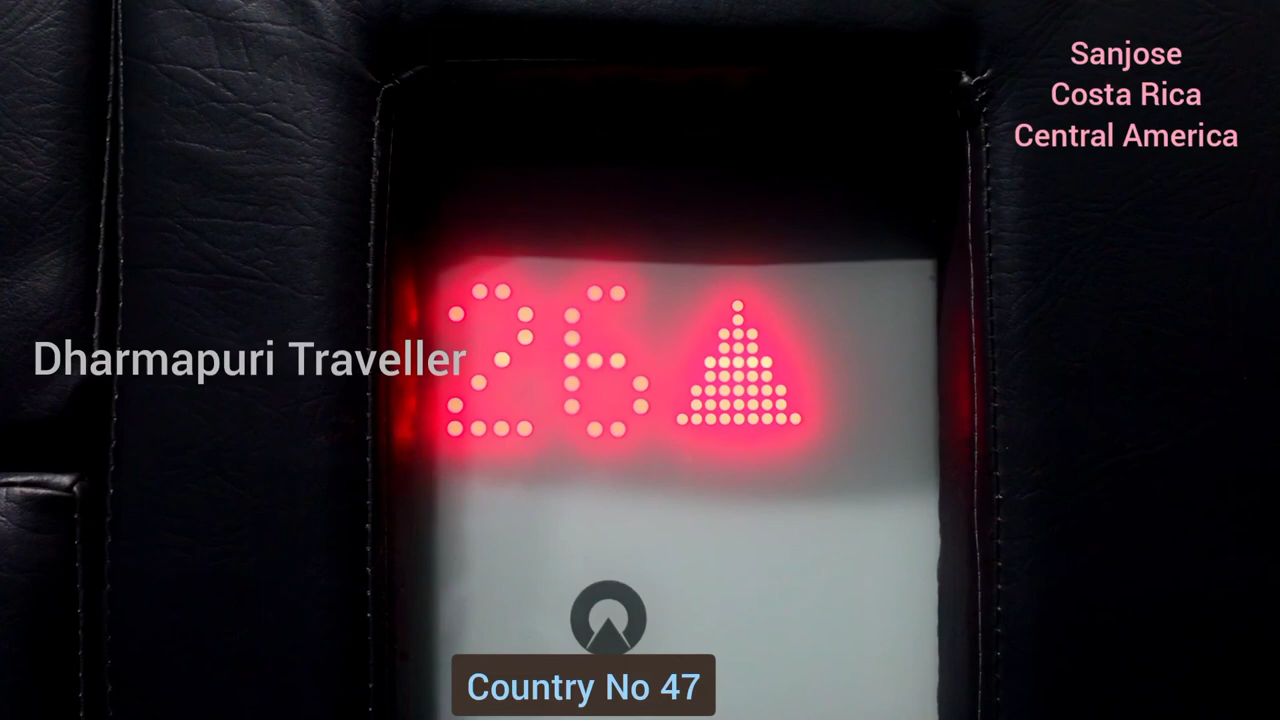 Sanjose
Costa Rica
Central America
Dharmapuri Traveller
26
Country No 47